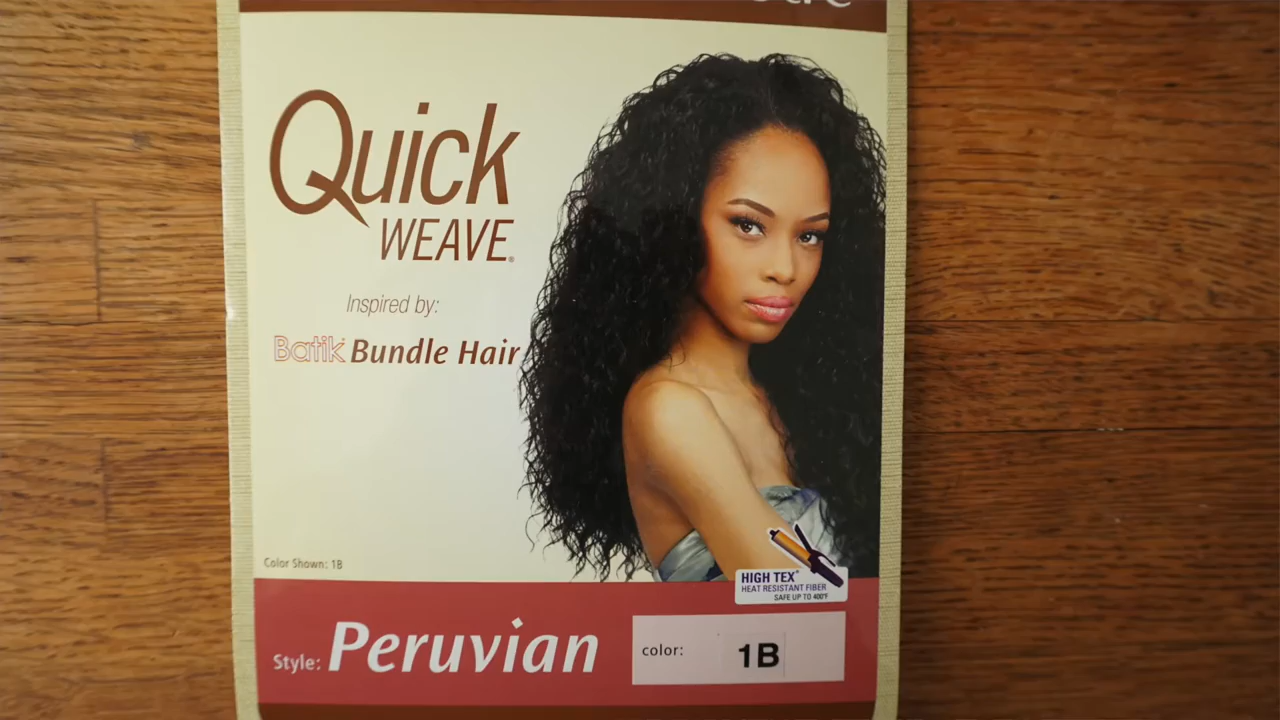 Quick
WEAVE®
Inspired by:
Batik Bundle Hair
Color Shown: 1B
HIGH TEX
HEAT RESISTANT FIBER
SAFE UP TO 400°F
Style: Peruvian
color: 1B